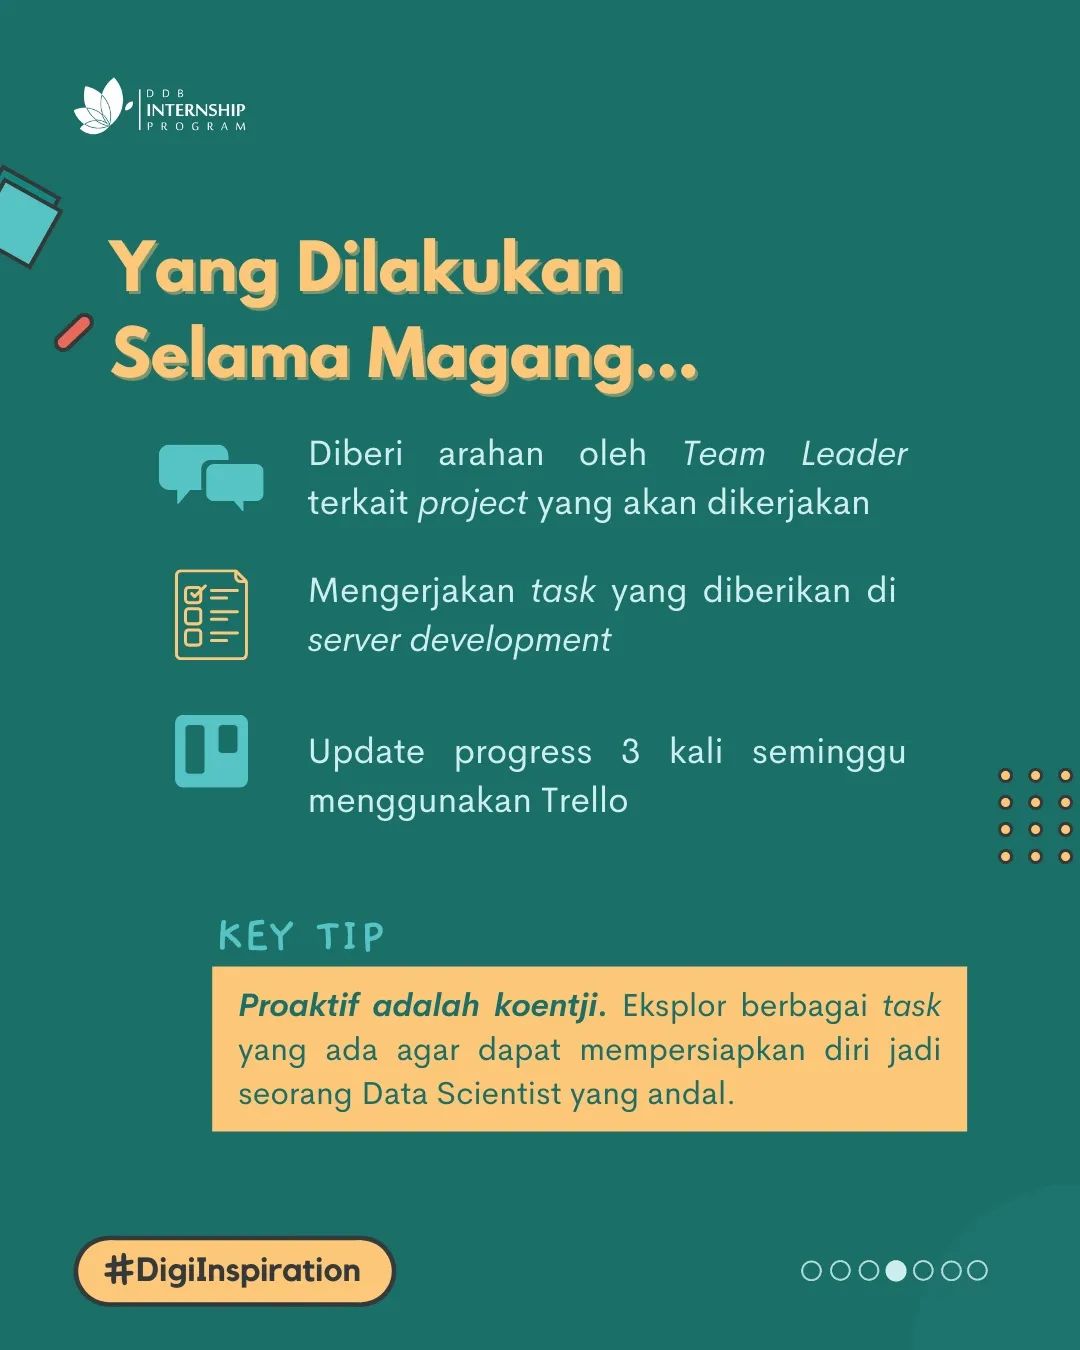 DDB
INTERNSHIP
PROGRAM
Yang Dilakukan
Selama Magang...
Diberi arahan oleh Team Leader
terkait project yang akan dikerjakan
Mengerjakan task yang diberikan di
server development
Update progress 3 kali seminggu
menggunakan Trello
KEY TIP
Proaktif adalah koentji. Eksplor berbagai task
yang ada agar dapat mempersiapkan diri jadi
seorang Data Scientist yang andal.
#DigiInspiration